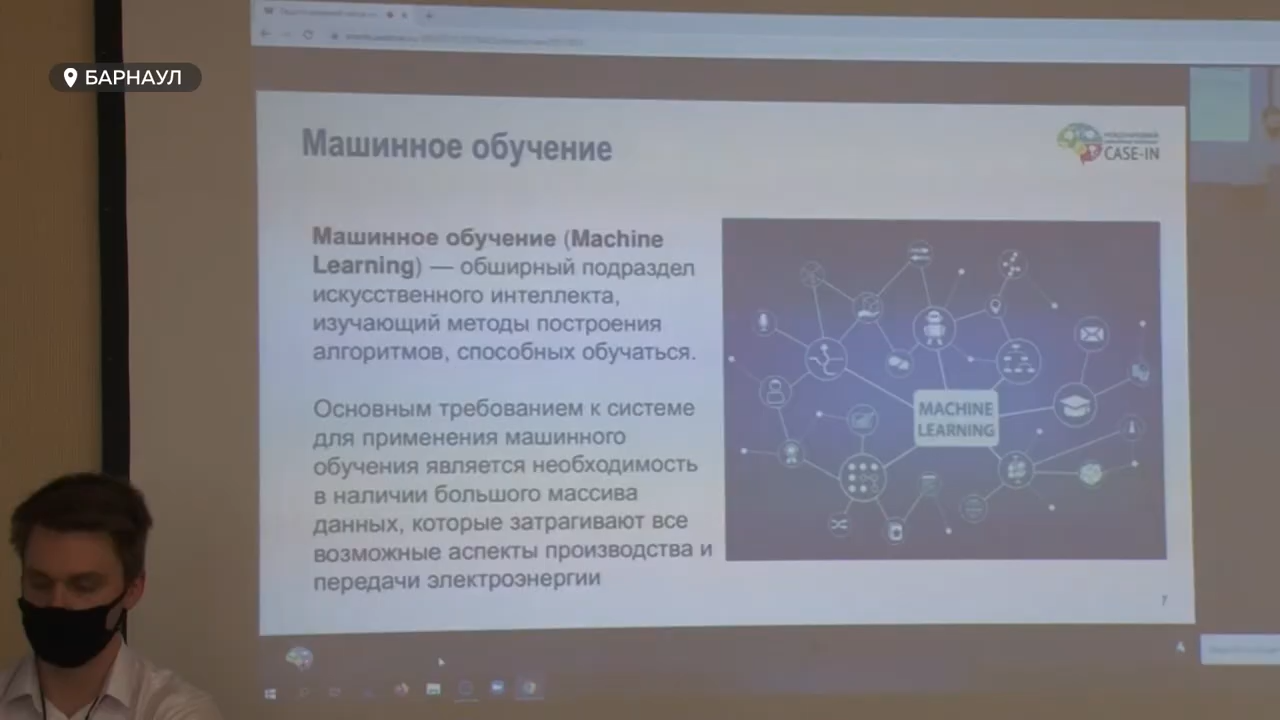 БАРНАУЛ
Машинное обучение
CASE-IN
Машинное обучение (Machine
Learning) — обширный подраздел
искусственного интеллекта,
изучающий методы построения
алгоритмов, способных обучаться.
Основным требованием к системе
для применения машинного
обучения является необходимость
в наличии большого массива
данных, которые затрагивают все
возможные аспекты производства и
передачи электроэнергии
MACHINE
LEARNING
7